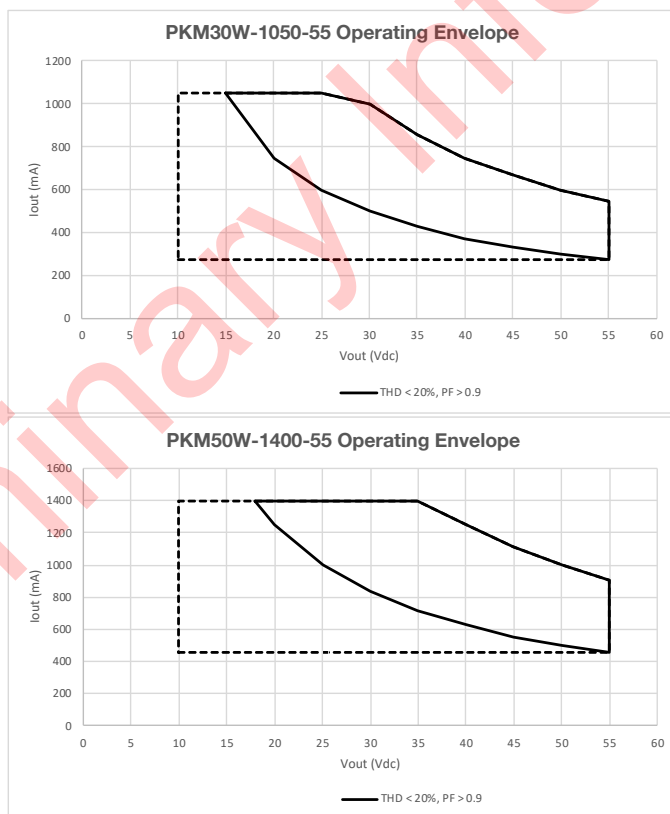 PKM30W-1050-55 Operating Envelope
1200
1000
800
600
400
200
0
Iout (mA)
0 5 10 15 20 25 30 35 40 45 50 55 60
Vout (Vdc)
THD < 20%, PF > 0.9
PKM50W-1400-55 Operating Envelope
1600
1400
1200
1000
800
600
400
200
0
Iout (mA)
0 5 10 15 20 25 30 35 40 45 50 55 60
Vout (Vdc)
THD < 20%, PF > 0.9
minary Info